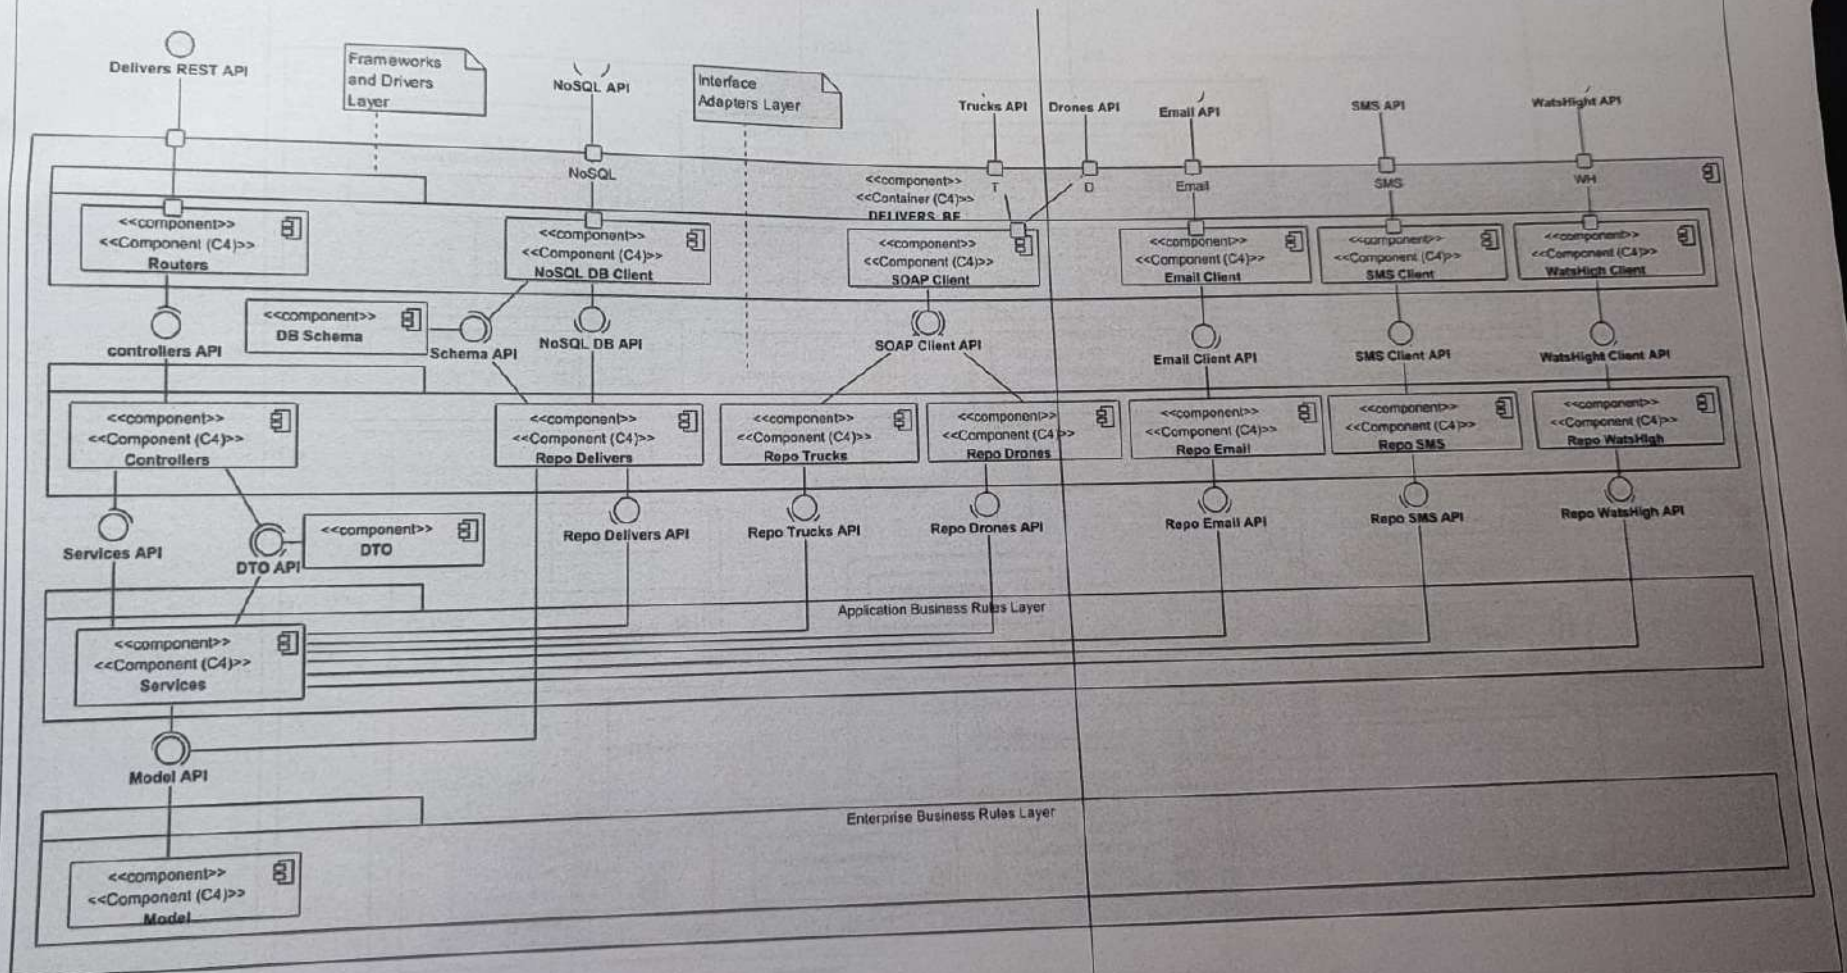 Delivers REST API
Frameworks
and Drivers
Layer
NoSQL API
Interface
Adapters Layer
Trucks API
Drones API
Email API
SMS API
WatsHight API
NoSQL
<<component>>
<<Container (C4)>>
DELIVERS_BE
T
D
Email
SMS
WH
<<component>>
<<Component (C4)>>
Routers
<<component>>
<<Component (C4)>>
NoSQL DB Client
<<component>>
<<Component (C4)>>
SOAP Client
<<component>>
<<Component (C4)>>
Email Client
<<component>>
<<Component (C4)>>
SMS Client
<<component>>
<<Component (C4)>>
WatsHigh Client
controllers API
<<component>>
DB Schema
Schema API
NoSQL DB API
SOAP Client API
Email Client API
SMS Client API
WatsHight Client API
<<component>>
<<Component (C4)>>
Controllers
<<component>>
<<Component (C4)>>
Repo Delivers
<<component>>
<<Component (C4)>>
Repo Trucks
<<component>>
<<Component (C4)>>
Repo Drones
<<component>>
<<Component (C4)>>
Repo Email
<<component>>
<<Component (C4)>>
Repo SMS
<<component>>
<<Component (C4)>>
Repo WatsHigh
Services API
DTO API
<<component>>
DTO
Repo Delivers API
Repo Trucks API
Repo Drones API
Repo Email API
Repo SMS API
Repo WatsHigh API
Application Business Rules Layer
<<component>>
<<Component (C4)>>
Services
Model API
Enterprise Business Rules Layer
<<component>>
<<Component (C4)>>
Model